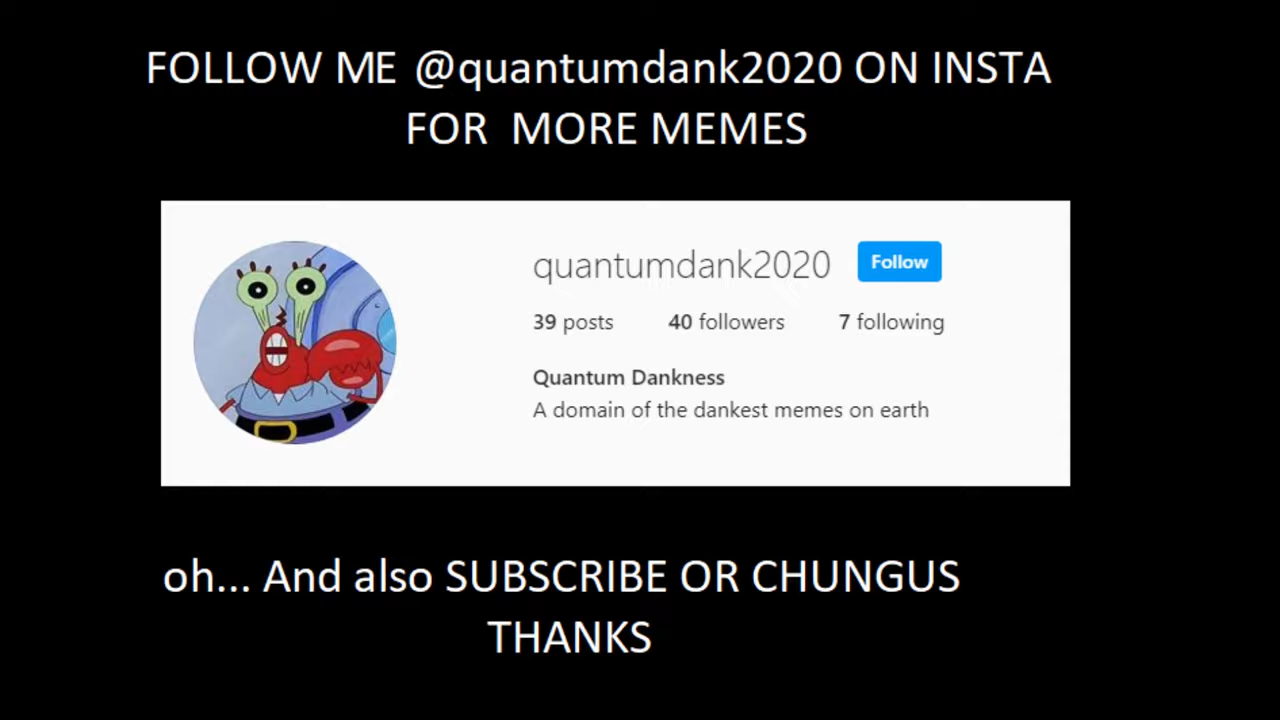 FOLLOW ME @quantumdank2020 ON INSTA
FOR MORE MEMES
quantumdank2020 Follow
39 posts 40 followers 7 following
Quantum Dankness
A domain of the dankest memes on earth
oh... And also SUBSCRIBE OR CHUNGUS
THANKS